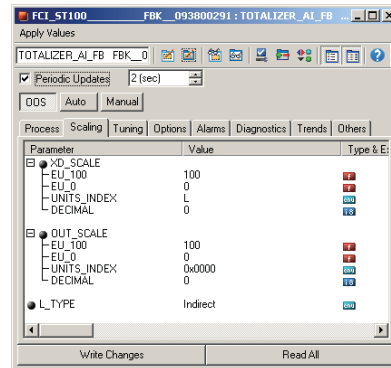 FCI_ST100 FBK__093800291 : TOTALIZER_AI_FB ...
Apply Values
TOTALIZER_AI_FB FBK__0
Periodic Updates 2 (sec)
OOS Auto Manual
Process Scaling Tuning Options Alarms Diagnostics Trends Others
Parameter Value Type & E
XD_SCALE
EU_100 100
EU_0 0
UNITS_INDEX L
DECIMAL 0
OUT_SCALE
EU_100 100
EU_0 0
UNITS_INDEX 0x0000
DECIMAL 0
L_TYPE Indirect
Write Changes Read All